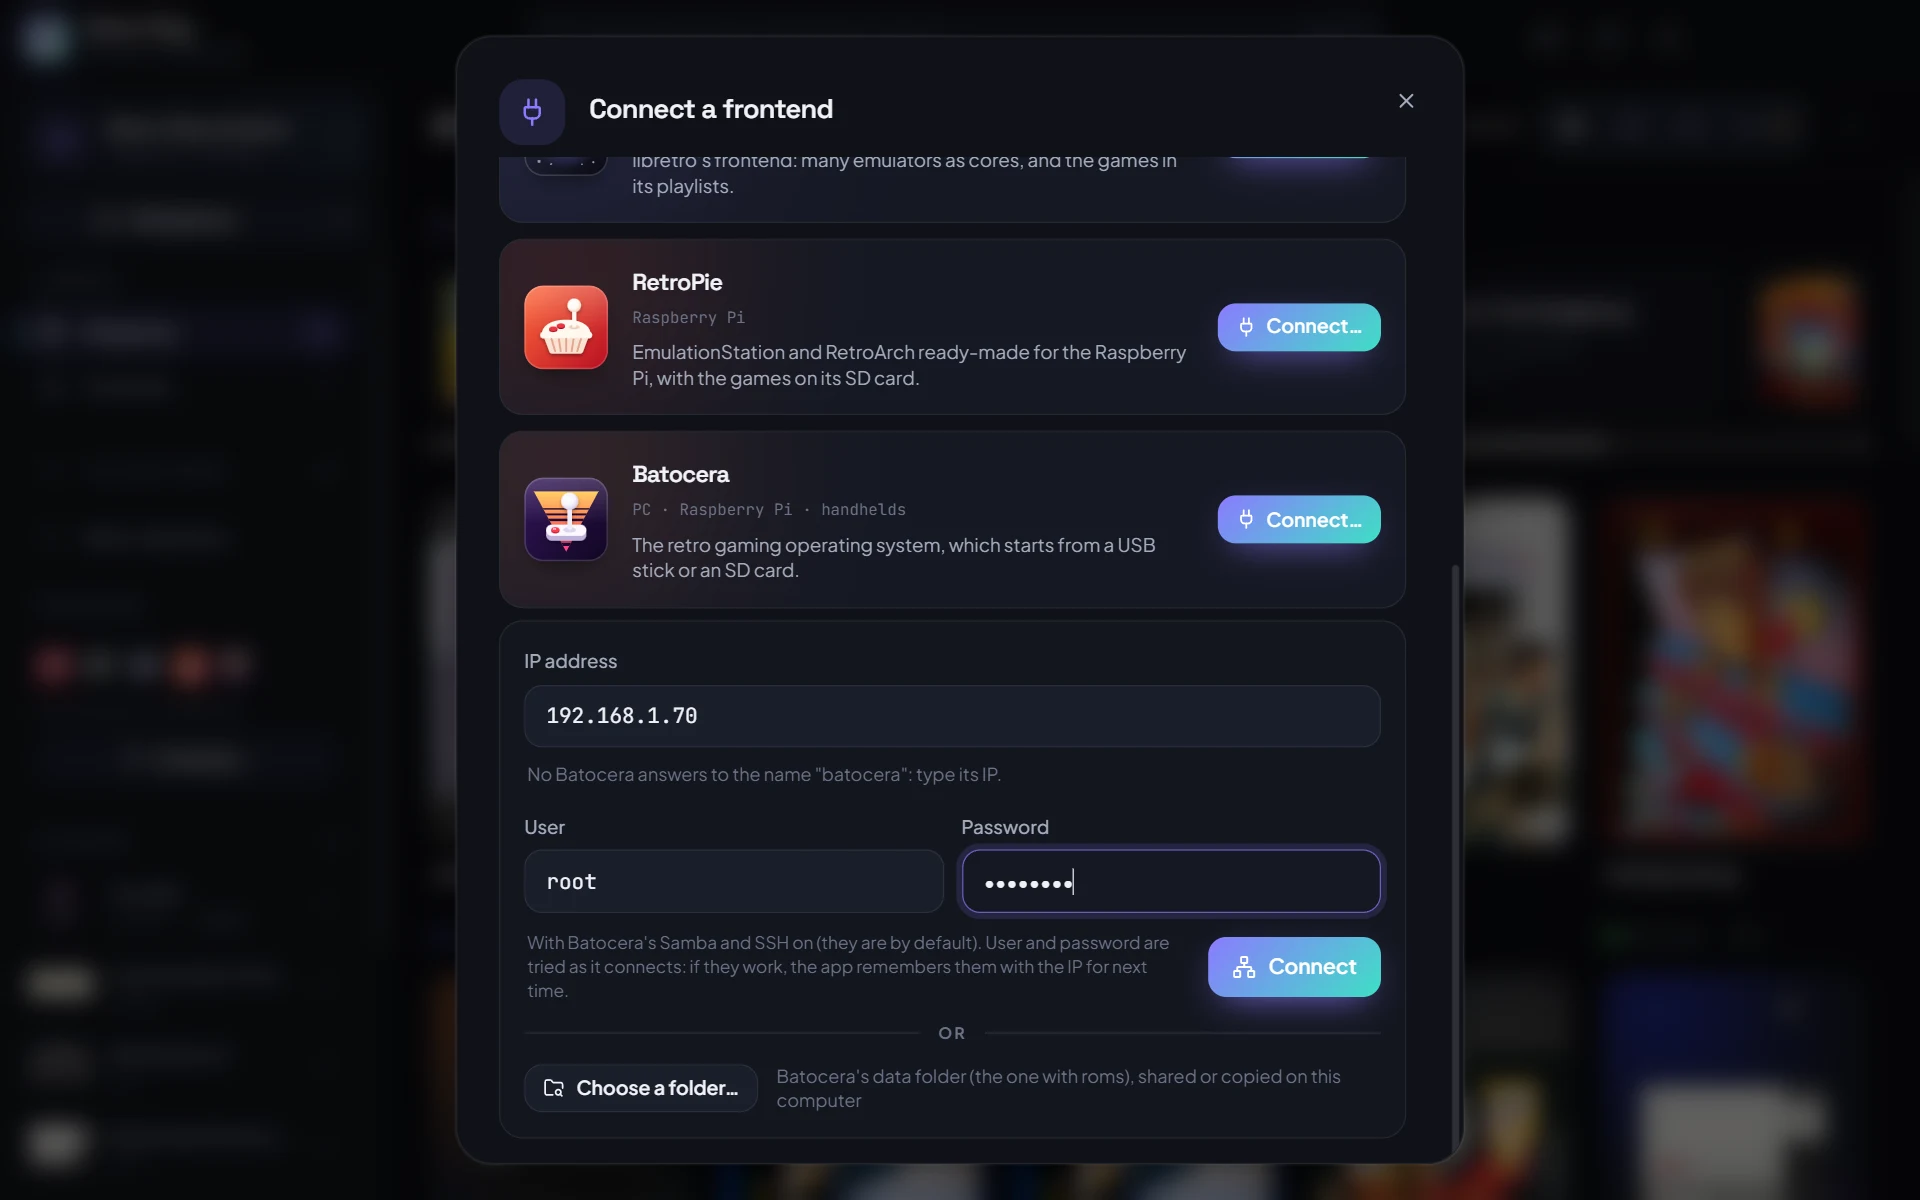 Connect a frontend
libretro's frontend: many emulators as cores, and the games in
its playlists.
RetroPie
Raspberry Pi
EmulationStation and RetroArch ready-made for the Raspberry
Pi, with the games on its SD card.
Connect…
Batocera
PC · Raspberry Pi · handhelds
The retro gaming operating system, which starts from a USB
stick or an SD card.
Connect…
IP address
192.168.1.70
No Batocera answers to the name "batocera": type its IP.
User
Password
root
••••••••
With Batocera's Samba and SSH on (they are by default). User and password are
tried as it connects: if they work, the app remembers them with the IP for next
time.
Connect
OR
Choose a folder…
Batocera's data folder (the one with roms), shared or copied on this
computer